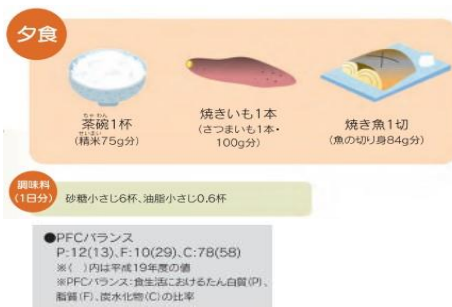 夕食
茶碗1杯
ちゃわん
(精米75g分)
せいまい
焼きいも1本
(さつまいも1本・
100g分)
焼き魚1切
(魚の切り身84g分)
調味料
(1日分)
砂糖小さじ6杯、油脂小さじ0.6杯
●PFCバランス
P:12(13)、F:10(29)、C:78(58)
※( )内は平成19年度の値
※PFCバランス:食生活におけるたん白質(P)、
脂質(F)、炭水化物(C)の比率